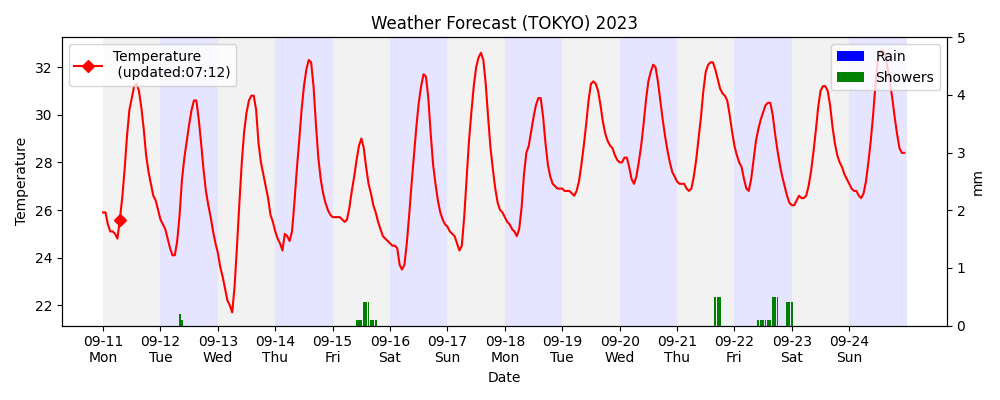 Weather Forecast (TOKYO) 2023
Temperature
(updated:07:12)
Rain
Showers
Temperature
32
30
28
26
24
22
5
4
3
2
1
0
mm
09-11 09-12 09-13 09-14 09-15 09-16 09-17 09-18 09-19 09-20 09-21 09-22 09-23 09-24
Mon Tue Wed Thu Fri Sat Sun Mon Tue Wed Thu Fri Sat Sun
Date